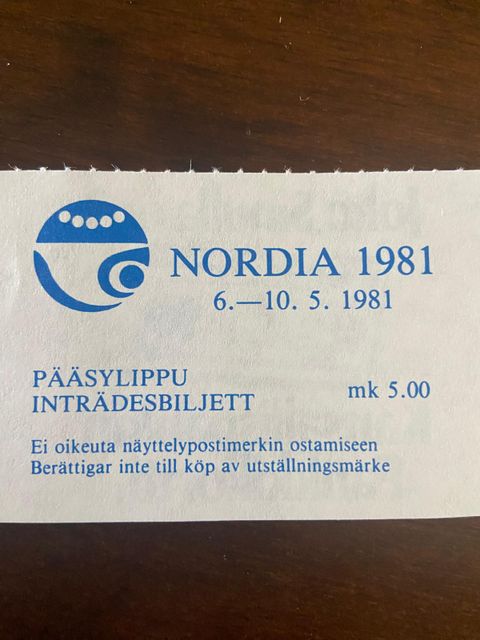 NORDIA 1981
6.—10. 5. 1981
PÄÄSYLIPPU
INTRÄDESBILJETT
mk 5.00
Ei oikeuta näyttelypostimerkin ostamiseen
Berättigar inte till köp av utställningsmärke